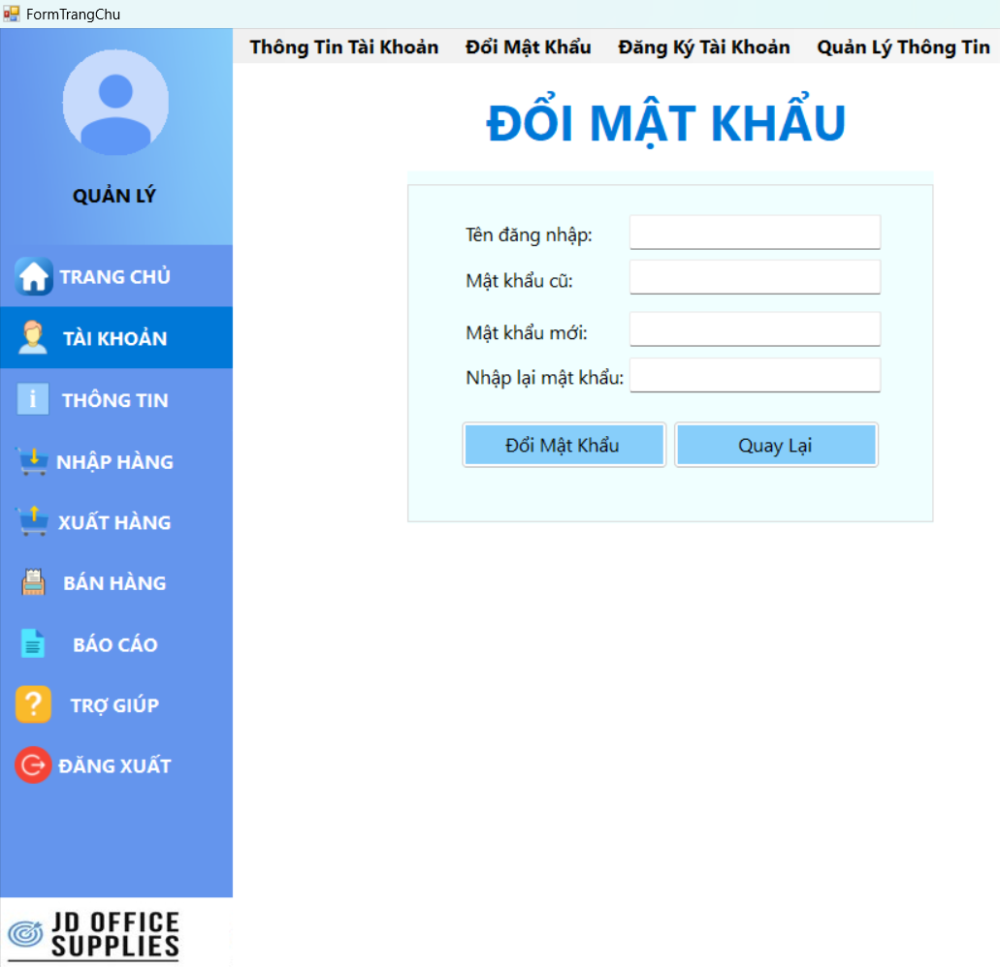 FormTrangChu
Thông Tin Tài Khoản Đổi Mật Khẩu Đăng Ký Tài Khoản Quản Lý Thông Tin
QUẢN LÝ
TRANG CHỦ
TÀI KHOẢN
THÔNG TIN
NHẬP HÀNG
XUẤT HÀNG
BÁN HÀNG
BÁO CÁO
TRỢ GIÚP
ĐĂNG XUẤT
JD OFFICE
SUPPLIES
ĐỔI MẬT KHẨU
Tên đăng nhập:
Mật khẩu cũ:
Mật khẩu mới:
Nhập lại mật khẩu:
Đổi Mật Khẩu Quay Lại